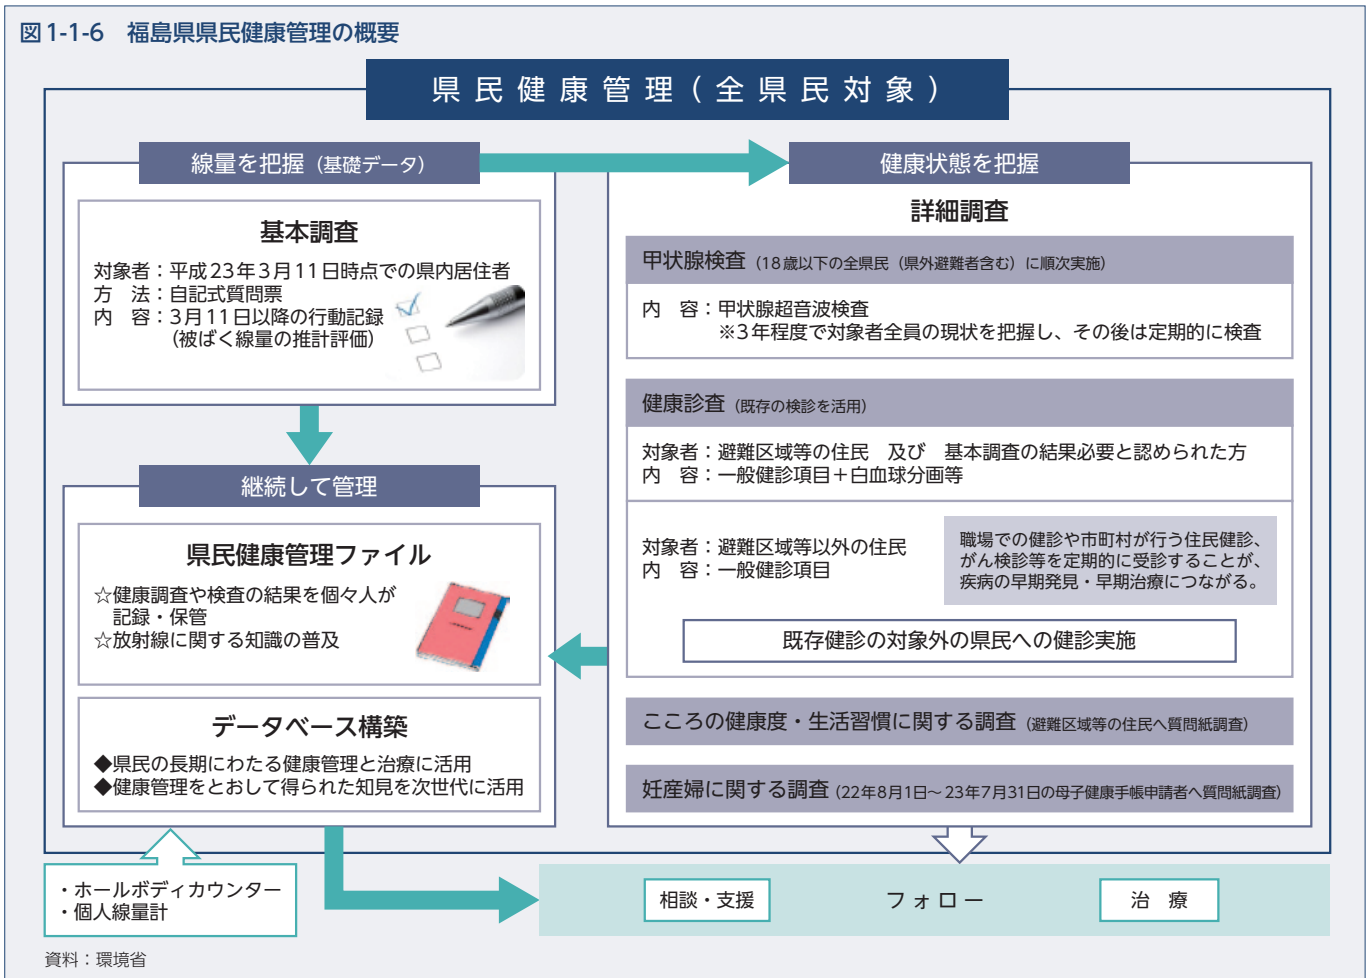 図1-1-6 福島県県民健康管理の概要
県民健康管理(全県民対象)
線量を把握(基礎データ)
基本調査
対象者:平成23年3月11日時点での県内居住者
方 法:自記式質問票
内 容:3月11日以降の行動記録
(被ばく線量の推計評価)
継続して管理
県民健康管理ファイル
☆健康調査や検査の結果を個々人が
記録・保管
☆放射線に関する知識の普及
データベース構築
◆県民の長期にわたる健康管理と治療に活用
◆健康管理をとおして得られた知見を次世代に活用
・ホールボディカウンター
・個人線量計
健康状態を把握
詳細調査
甲状腺検査(18歳以下の全県民(県外避難者含む)に順次実施)
内 容:甲状腺超音波検査
※3年程度で対象者全員の現状を把握し、その後は定期的に検査
健康診査(既存の検診を活用)
対象者:避難区域等の住民 及び 基本調査の結果必要と認められた方
内 容:一般健診項目+白血球分画等
対象者:避難区域等以外の住民
内 容:一般健診項目
職場での健診や市町村が行う住民健診、
がん検診等を定期的に受診することが、
疾病の早期発見・早期治療につながる。
既存健診の対象外の県民への健診実施
こころの健康度・生活習慣に関する調査(避難区域等の住民へ質問紙調査)
妊産婦に関する調査(22年8月1日~23年7月31日の母子健康手帳申請者へ質問紙調査)
相談・支援 フォロー 治 療
資料:環境省